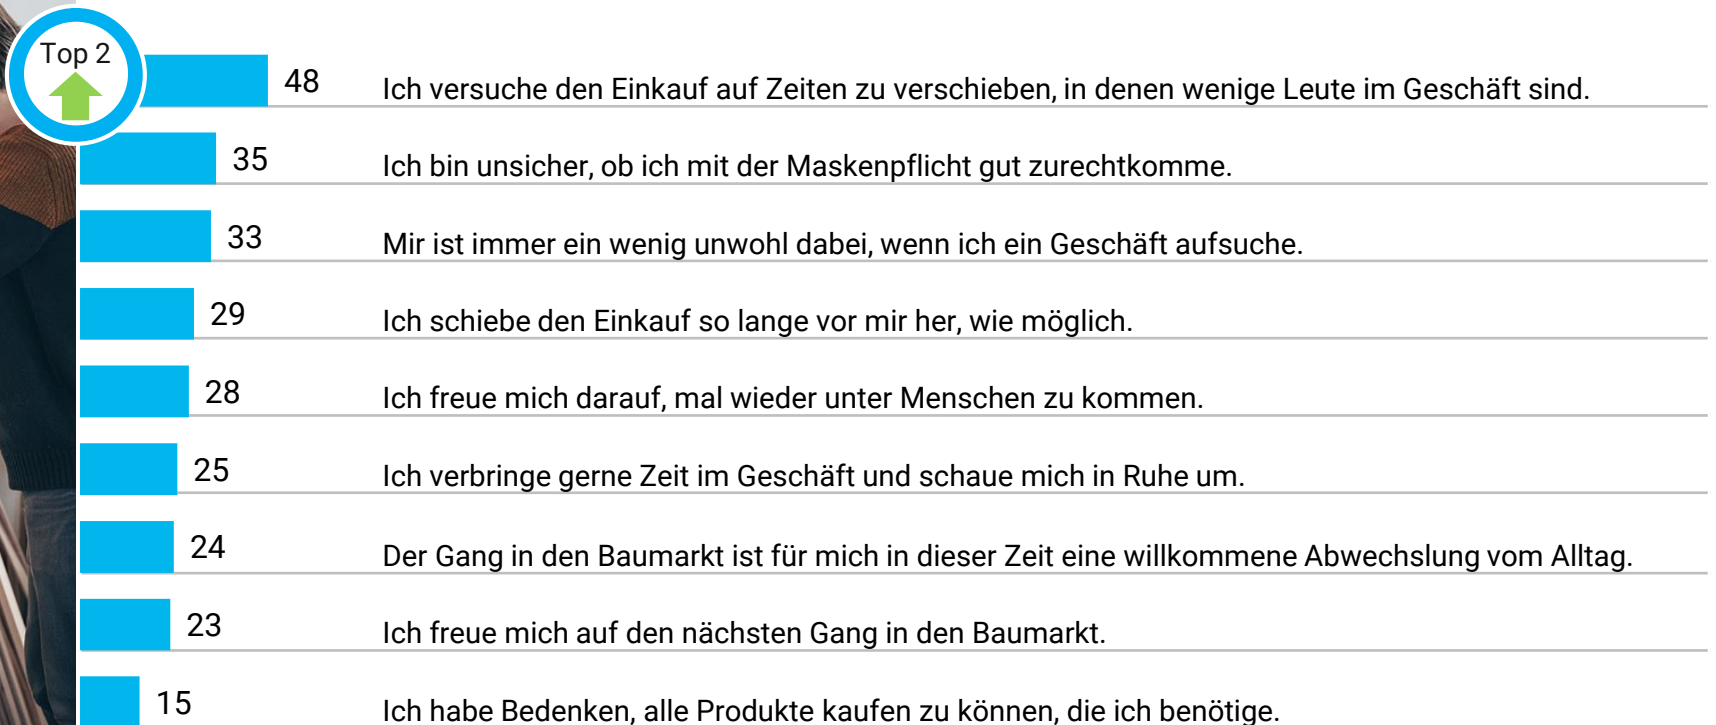 Top 2
48 Ich versuche den Einkauf auf Zeiten zu verschieben, in denen wenige Leute im Geschäft sind.
35 Ich bin unsicher, ob ich mit der Maskenpflicht gut zurechtkomme.
33 Mir ist immer ein wenig unwohl dabei, wenn ich ein Geschäft aufsuche.
29 Ich schiebe den Einkauf so lange vor mir her, wie möglich.
28 Ich freue mich darauf, mal wieder unter Menschen zu kommen.
25 Ich verbringe gerne Zeit im Geschäft und schaue mich in Ruhe um.
24 Der Gang in den Baumarkt ist für mich in dieser Zeit eine willkommene Abwechslung vom Alltag.
23 Ich freue mich auf den nächsten Gang in den Baumarkt.
15 Ich habe Bedenken, alle Produkte kaufen zu können, die ich benötige.